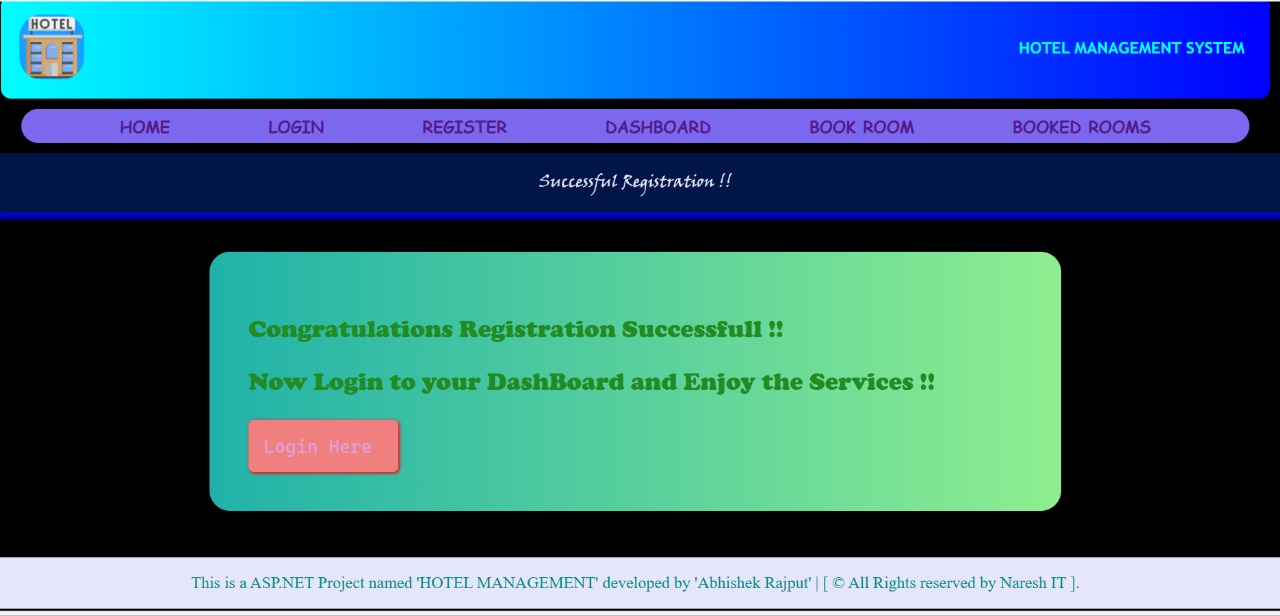 HOTEL
HOTEL MANAGEMENT SYSTEM
HOME LOGIN REGISTER DASHBOARD BOOK ROOM BOOKED ROOMS
Successful Registration !!
Congratulations Registration Successfull !!
Now Login to your DashBoard and Enjoy the Services !!
Login Here
This is a ASP.NET Project named 'HOTEL MANAGEMENT' developed by 'Abhishek Rajput' | [ © All Rights reserved by Naresh IT ].